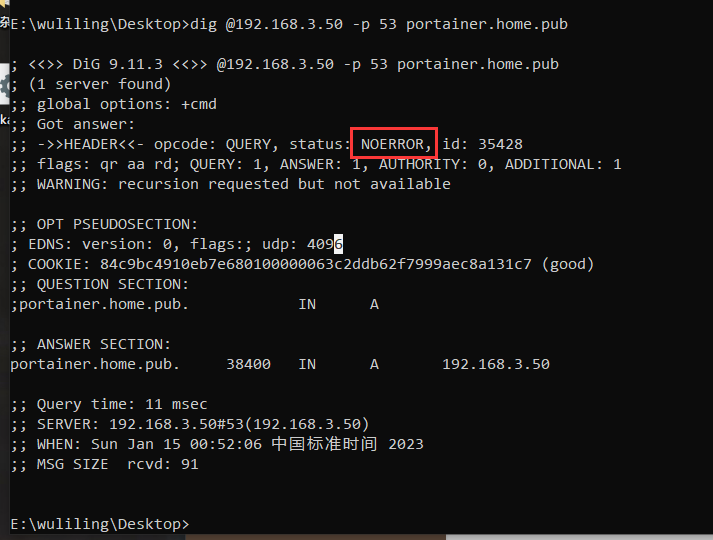 杂
E:\wuliling\Desktop>dig @192.168.3.50 -p 53 portainer.home.pub
; <<>> DiG 9.11.3 <<>> @192.168.3.50 -p 53 portainer.home.pub
; (1 server found)
;; global options: +cmd
;; Got answer:
;; ->>HEADER<<- opcode: QUERY, status: NOERROR, id: 35428
;; flags: qr aa rd; QUERY: 1, ANSWER: 1, AUTHORITY: 0, ADDITIONAL: 1
;; WARNING: recursion requested but not available
;; OPT PSEUDOSECTION:
; EDNS: version: 0, flags:; udp: 4096
; COOKIE: 84c9bc4910eb7e680100000063c2ddb62f7999aec8a131c7 (good)
;; QUESTION SECTION:
;portainer.home.pub. IN A
;; ANSWER SECTION:
portainer.home.pub. 38400 IN A 192.168.3.50
;; Query time: 11 msec
;; SERVER: 192.168.3.50#53(192.168.3.50)
;; WHEN: Sun Jan 15 00:52:06 中国标准时间 2023
;; MSG SIZE rcvd: 91
E:\wuliling\Desktop>